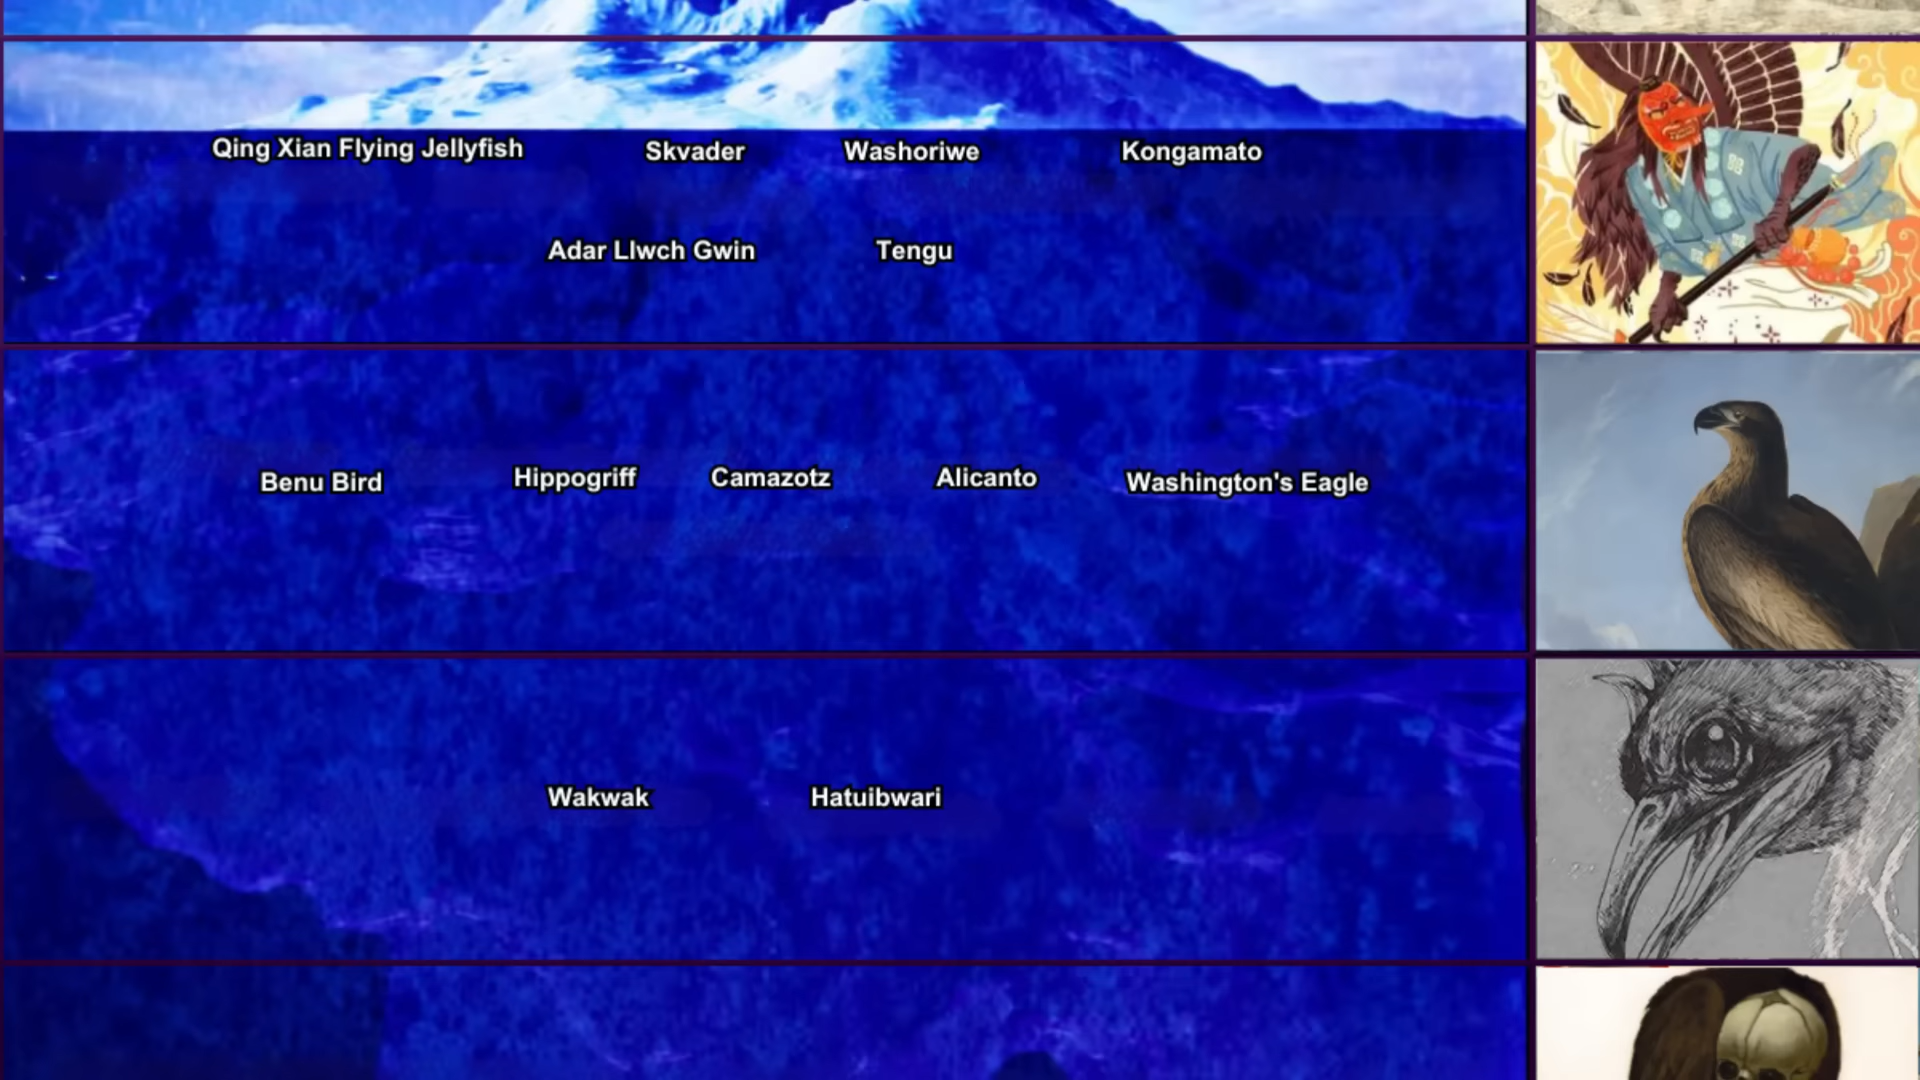 Qing Xian Flying Jellyfish Skvader Washoriwe Kongamato
Adar Llwch Gwin Tengu
Benu Bird Hippogriff Camazotz Alicanto Washington's Eagle
Wakwak Hatuibwari